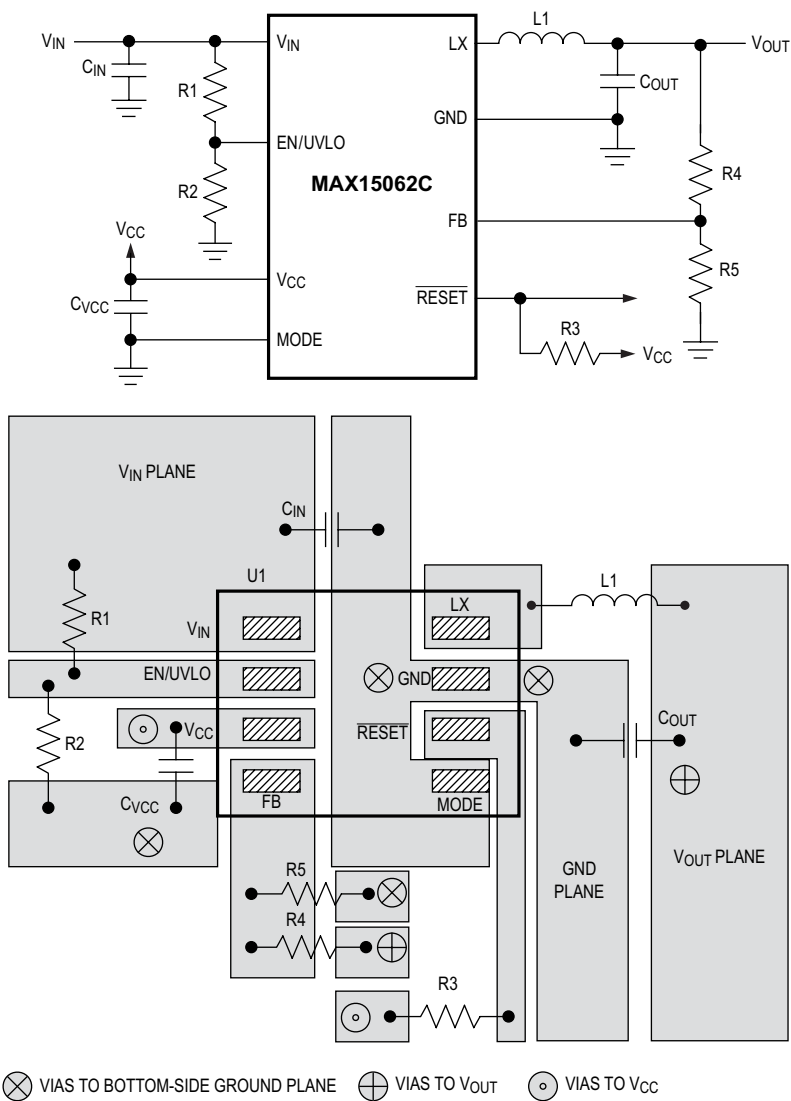 L1
VIN
VIN
LX
VOUT
CIN
COUT
R1
GND
EN/UVLO
MAX15062C
R4
R2
FB
VCC
R5
VCC
RESET
CVCC
R3
MODE
VCC
VIN PLANE
CIN
U1
L1
LX
R1
VIN
EN/UVLO
GND
COUT
VCC
RESET
R2
CVCC
FB
MODE
VOUT PLANE
GND
PLANE
R5
R4
R3
VIAS TO BOTTOM-SIDE GROUND PLANE
VIAS TO VOUT
VIAS TO VCC